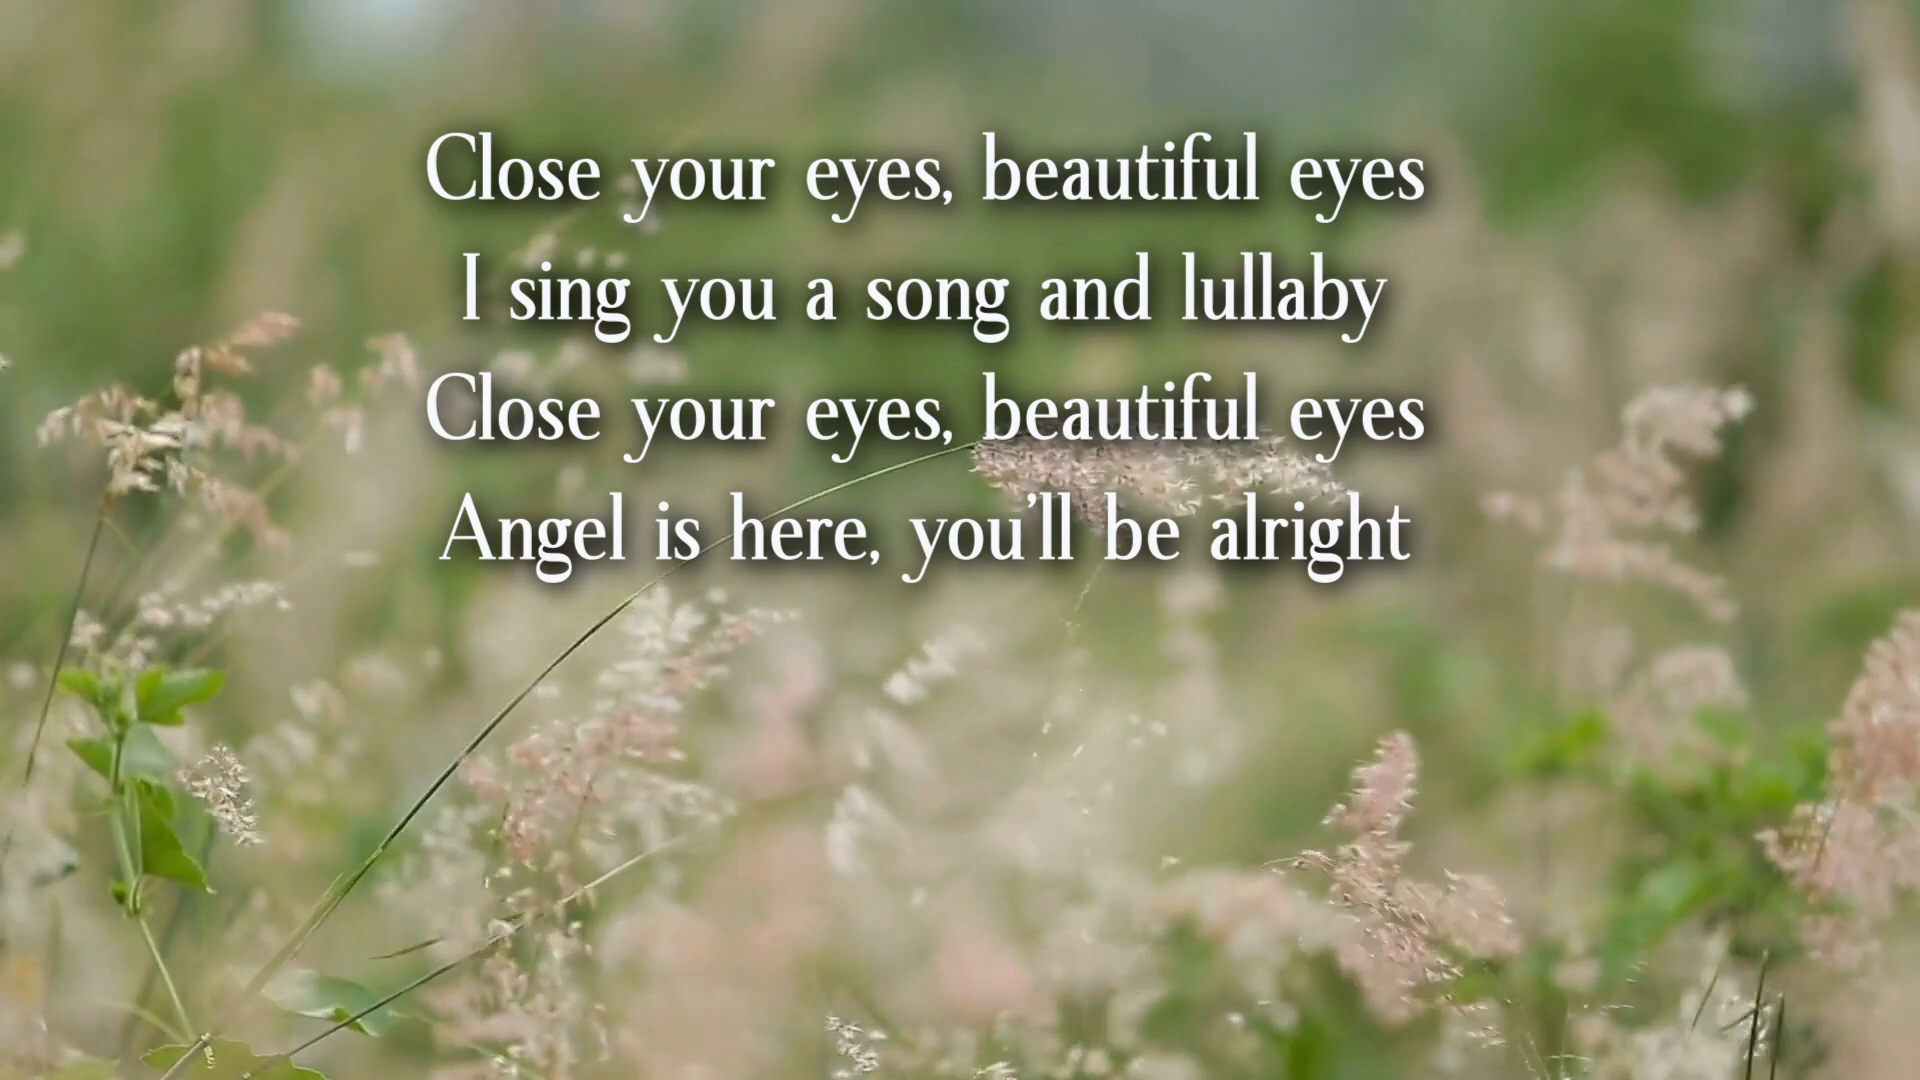 Close your eyes, beautiful eyes
I sing you a song and lullaby
Close your eyes, beautiful eyes
Angel is here, you'll be alright